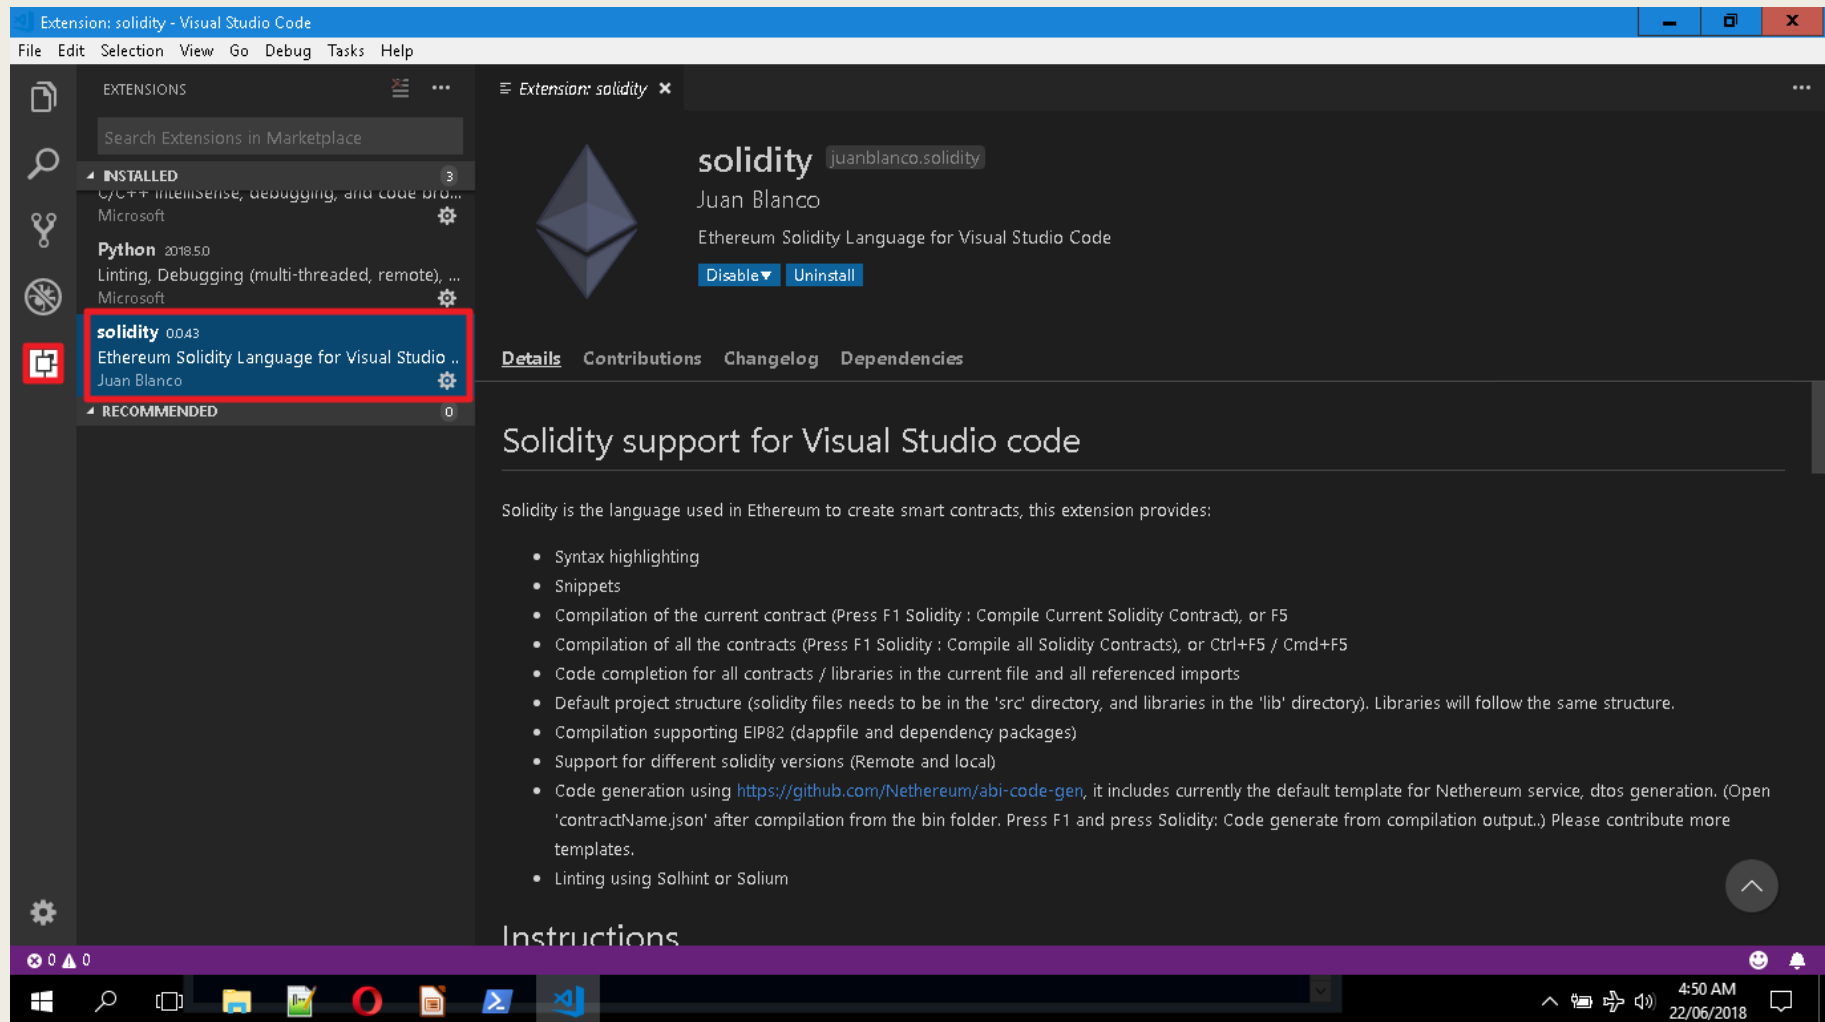 Extension: solidity - Visual Studio Code
File Edit Selection View Go Debug Tasks Help
EXTENSIONS
Search Extensions in Marketplace
INSTALLED 3
C/C++ IntelliSense, debugging, and code bro...
Microsoft
Python 2018.5.0
Linting, Debugging (multi-threaded, remote), ...
Microsoft
solidity 0.0.43
Ethereum Solidity Language for Visual Studio ..
Juan Blanco
RECOMMENDED 0
Extension: solidity
solidity juanblanco.solidity
Juan Blanco
Ethereum Solidity Language for Visual Studio Code
Disable Uninstall
Details Contributions Changelog Dependencies
Solidity support for Visual Studio code
Solidity is the language used in Ethereum to create smart contracts, this extension provides:
Syntax highlighting
Snippets
Compilation of the current contract (Press F1 Solidity : Compile Current Solidity Contract), or F5
Compilation of all the contracts (Press F1 Solidity : Compile all Solidity Contracts), or Ctrl+F5 / Cmd+F5
Code completion for all contracts / libraries in the current file and all referenced imports
Default project structure (solidity files needs to be in the 'src' directory, and libraries in the 'lib' directory). Libraries will follow the same structure.
Compilation supporting EIP82 (dappfile and dependency packages)
Support for different solidity versions (Remote and local)
Code generation using https://github.com/Nethereum/abi-code-gen, it includes currently the default template for Nethereum service, dtos generation. (Open
'contractName.json' after compilation from the bin folder. Press F1 and press Solidity: Code generate from compilation output..) Please contribute more
templates.
Linting using Solhint or Solium
Instructions
0 0
4:50 AM
22/06/2018